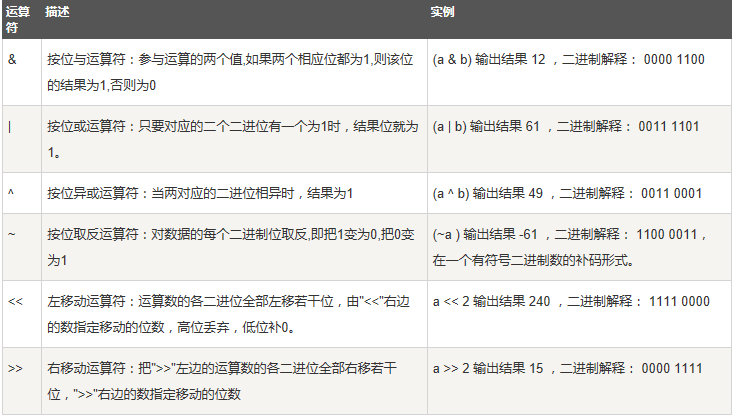 运算符 描述 实例
& 按位与运算符：参与运算的两个值,如果两个相应位都为1,则该位 (a & b) 输出结果 12 ，二进制解释： 0000 1100
的结果为1,否则为0
| 按位或运算符：只要对应的二个二进位有一个为1时，结果位就为 (a | b) 输出结果 61 ，二进制解释： 0011 1101
1。
^ 按位异或运算符：当两对应的二进位相异时，结果为1 (a ^ b) 输出结果 49 ，二进制解释： 0011 0001
~ 按位取反运算符：对数据的每个二进制位取反,即把1变为0,把0变 (~a ) 输出结果 -61 ，二进制解释： 1100 0011，
为1 在一个有符号二进制数的补码形式。
<< 左移动运算符：运算数的各二进位全部左移若干位，由"<<"右边 a << 2 输出结果 240 ，二进制解释： 1111 0000
的数指定移动的位数，高位丢弃，低位补0。
>> 右移动运算符：把">>"左边的运算数的各二进位全部右移若干 a >> 2 输出结果 15 ，二进制解释： 0000 1111
位，">>"右边的数指定移动的位数